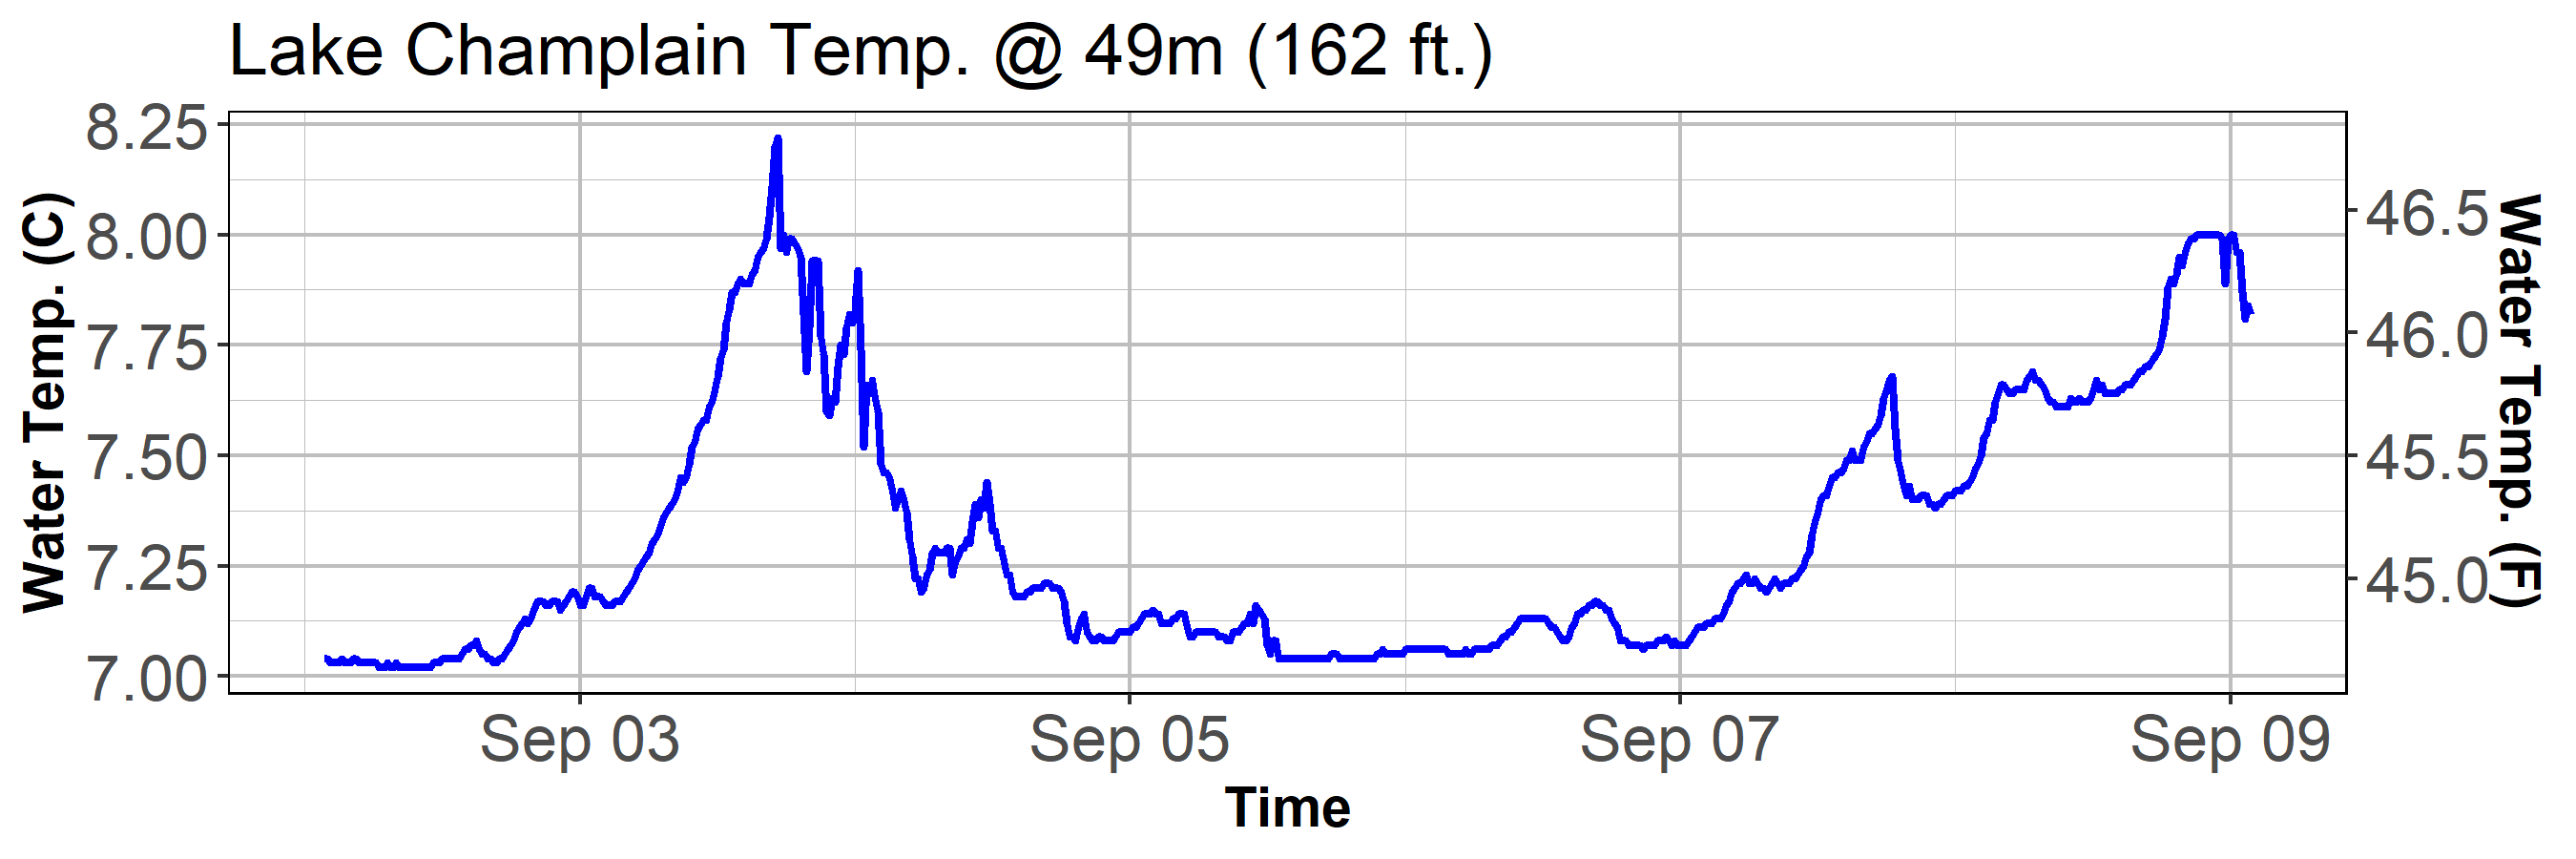 Lake Champlain Temp. @ 49m (162 ft.)
Water Temp. (C)
8.25
8.00
7.75
7.50
7.25
7.00
46.5
46.0
45.5
45.0
Water Temp. (F)
Sep 03
Sep 05
Sep 07
Sep 09
Time